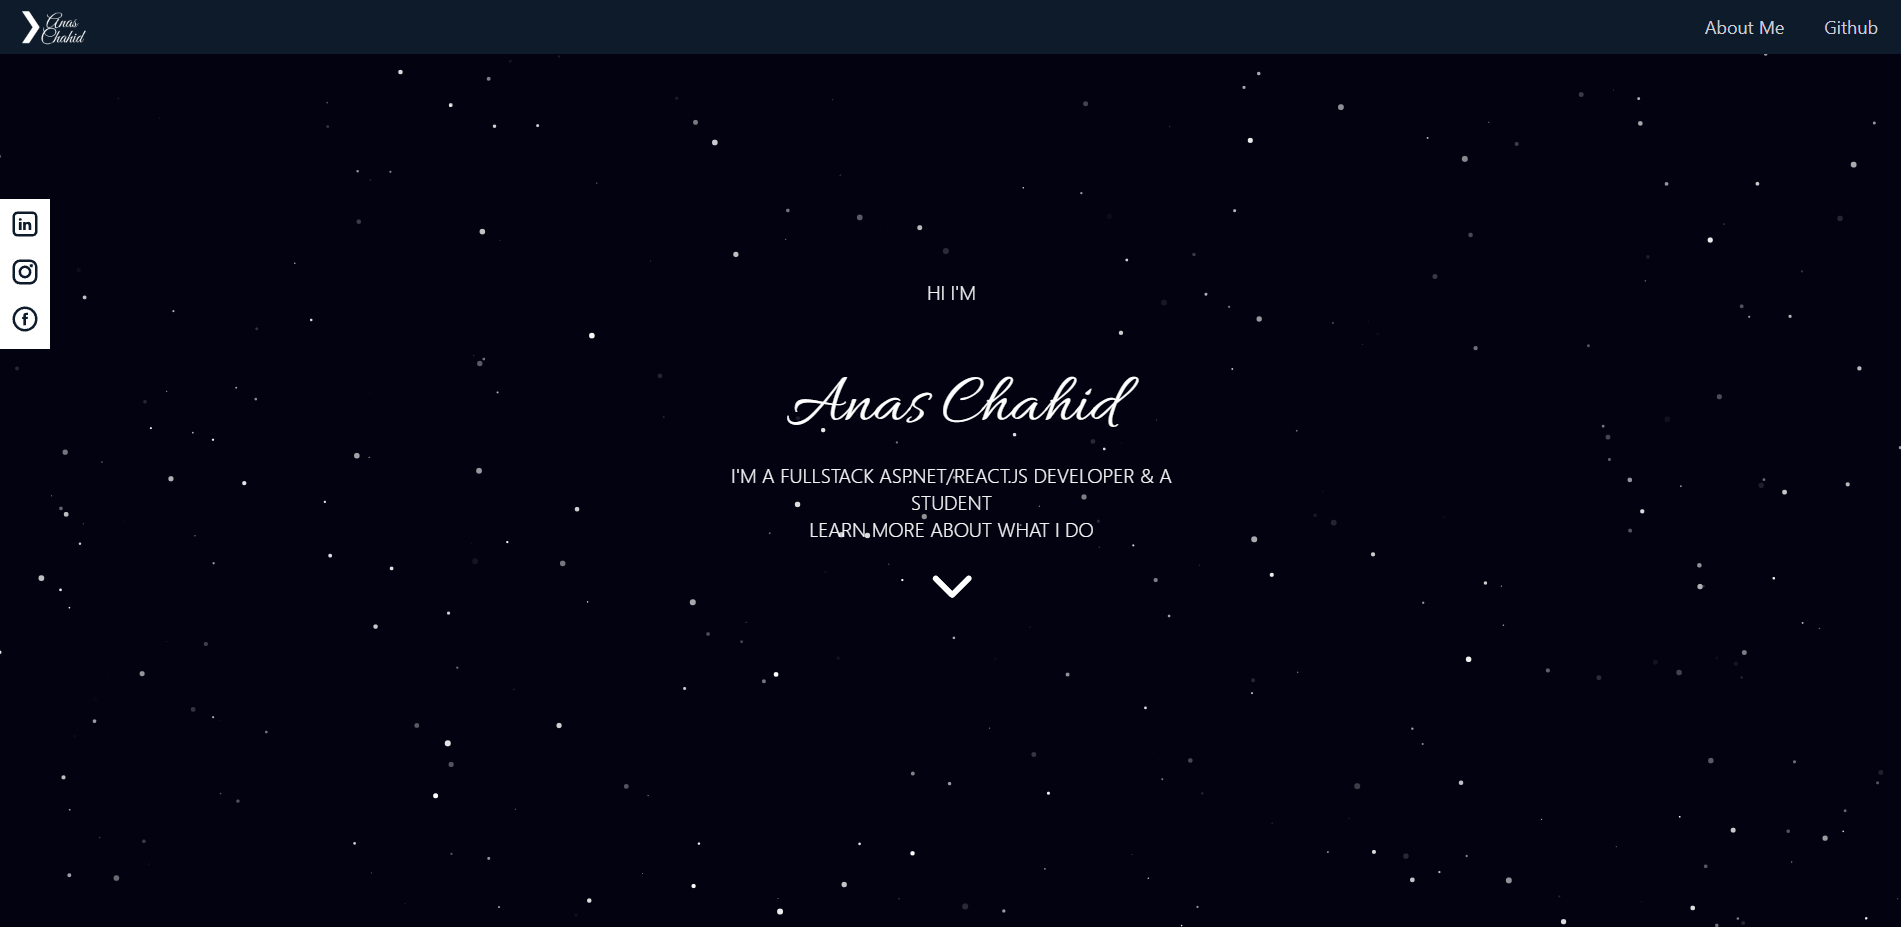 Anas
Chahid
About Me
Github
in
f
HI I'M
Anas Chahid
I'M A FULLSTACK ASP.NET/REACT.JS DEVELOPER & A
STUDENT
LEARN MORE ABOUT WHAT I DO